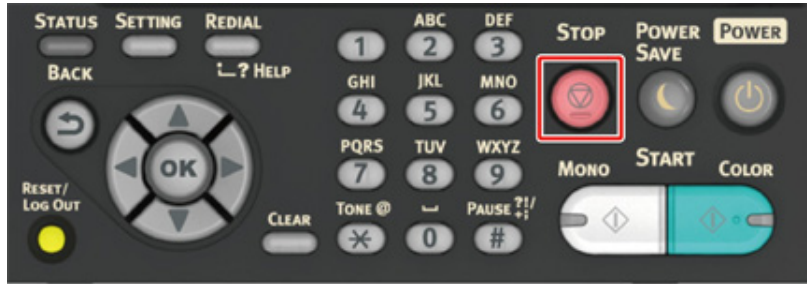 STATUS SETTING REDIAL
?HELP
BACK
OK
RESET/
LOG OUT
CLEAR
1
ABC
2
DEF
3
GHI
4
JKL
5
MNO
6
PQRS
7
TUV
8
WXYZ
9
TONE @
*
0
PAUSE ?!/
+¦
#
STOP
POWER
SAVE
POWER
MONO
START
COLOR